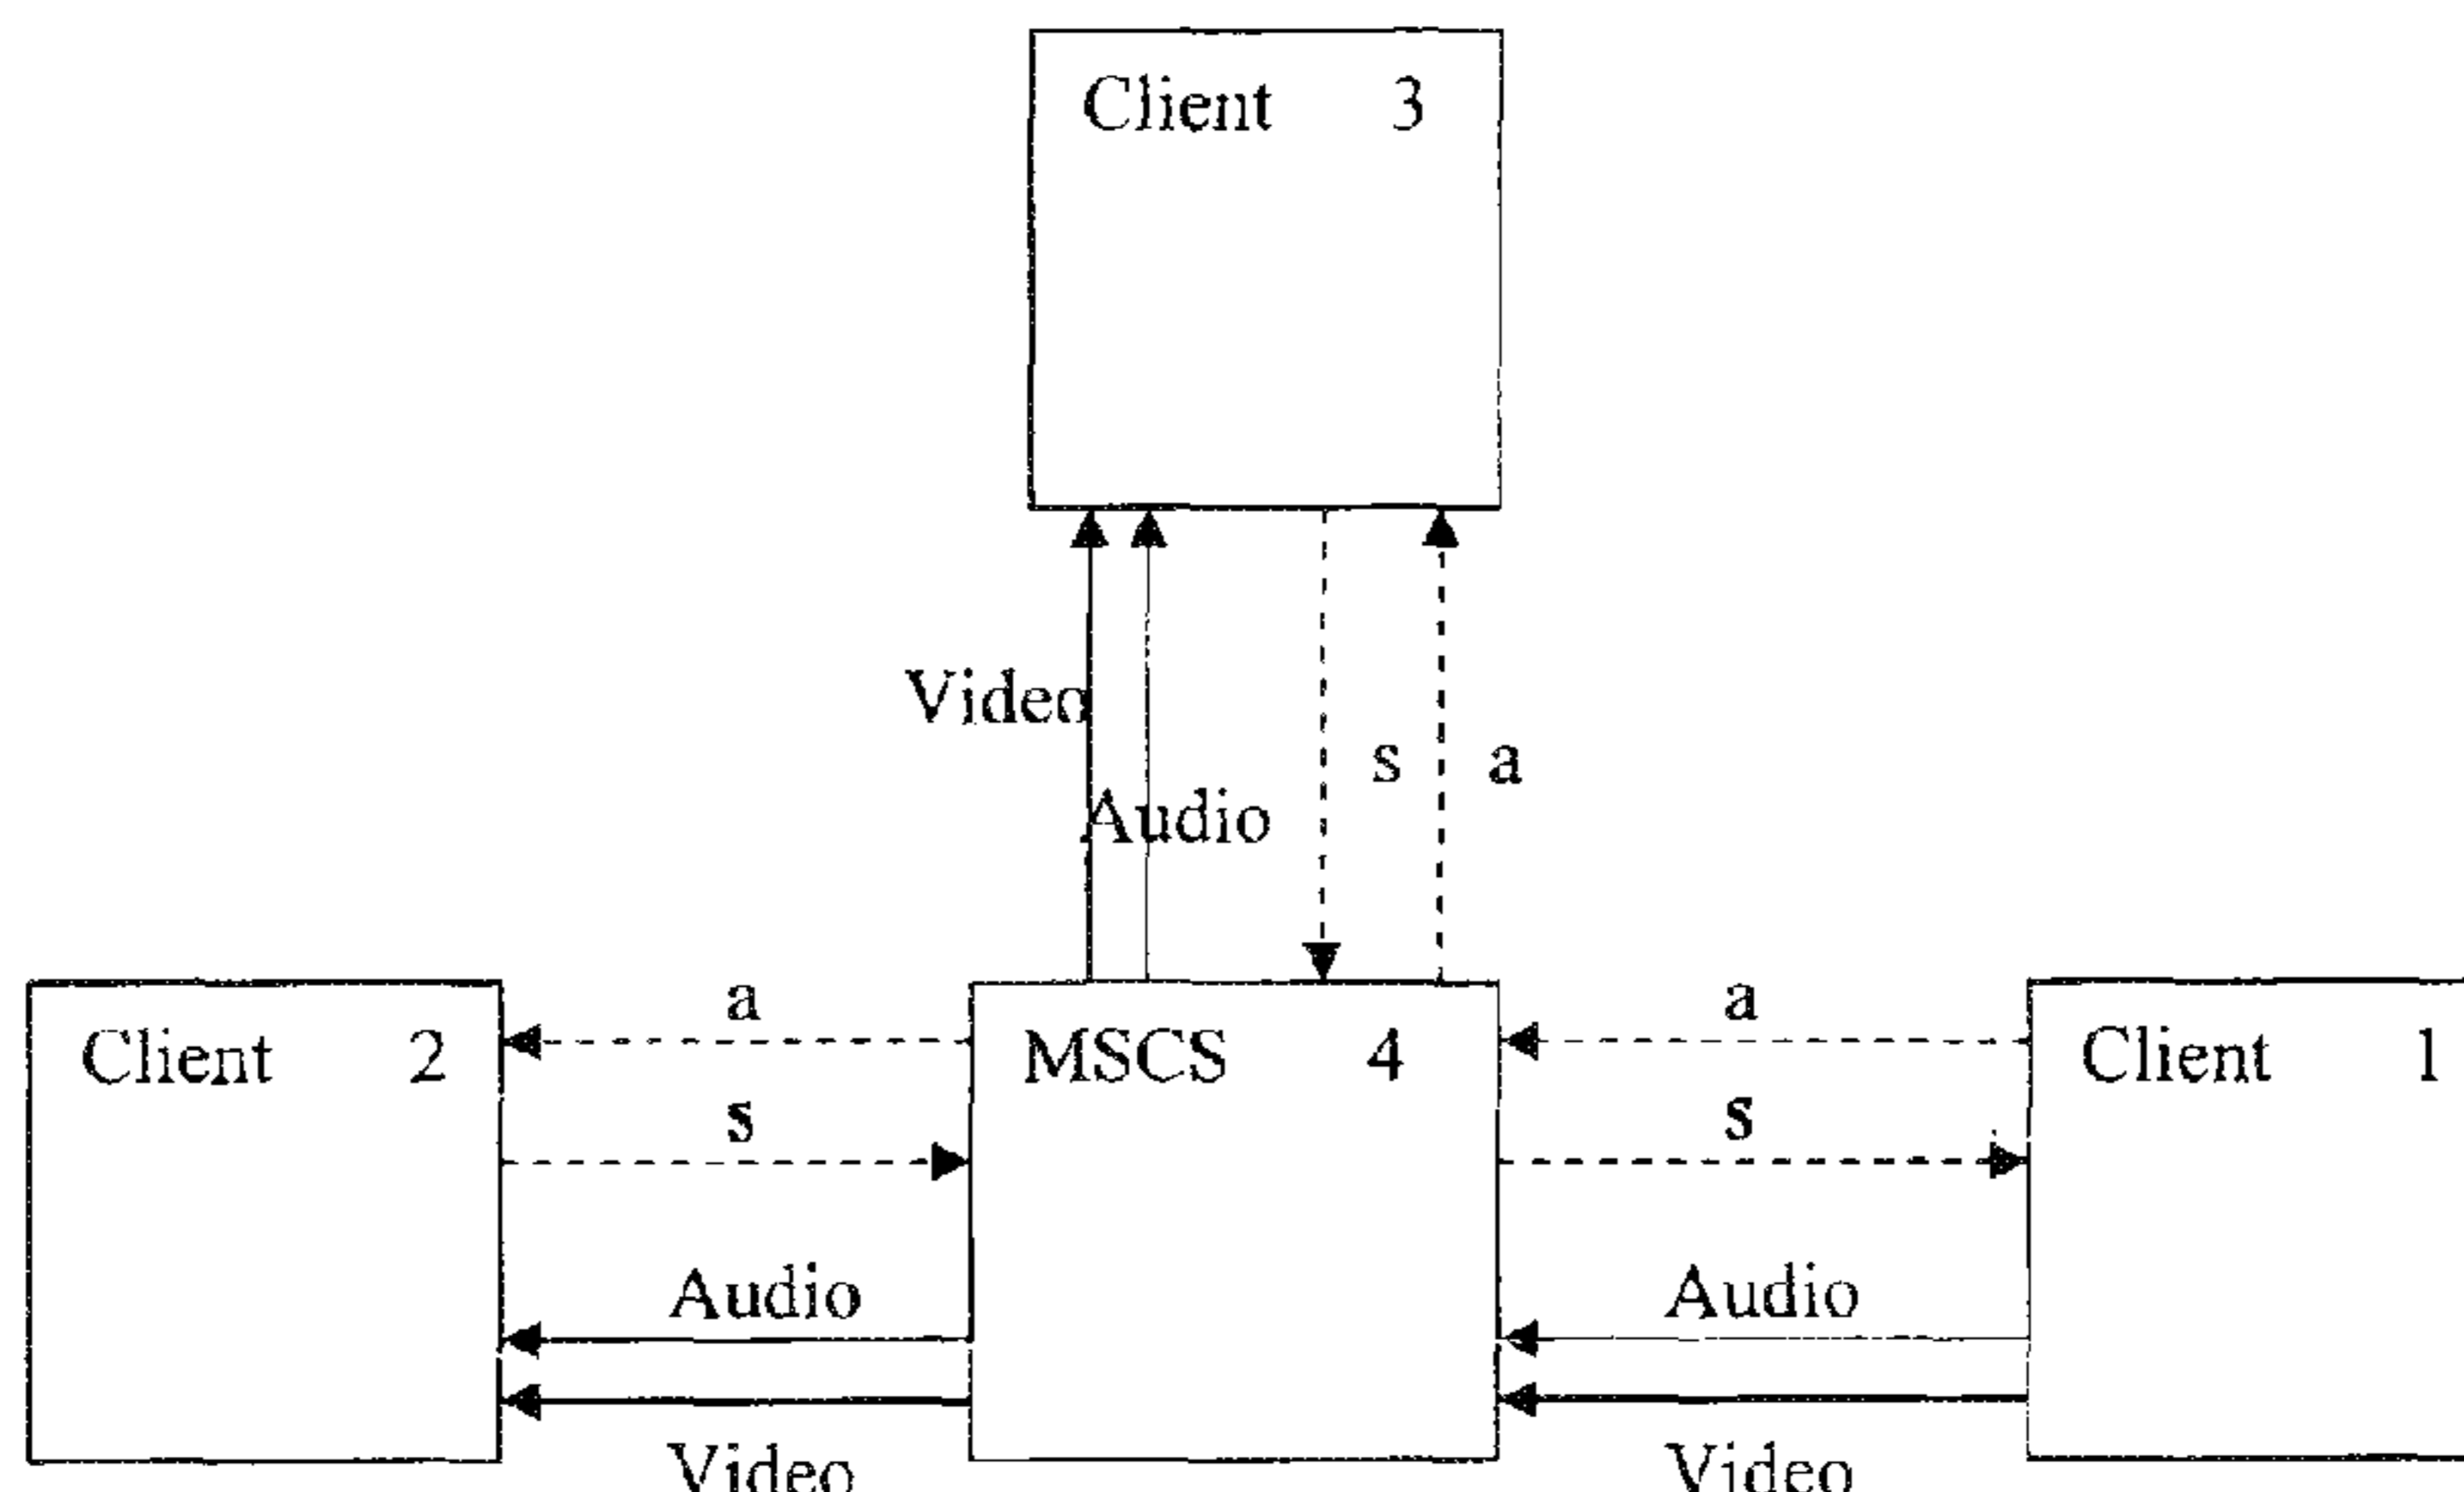 Client 3
Video
s a
Audio
a a
Client 2 MSCS 4 Client 1
s s
Audio Audio
Video Video